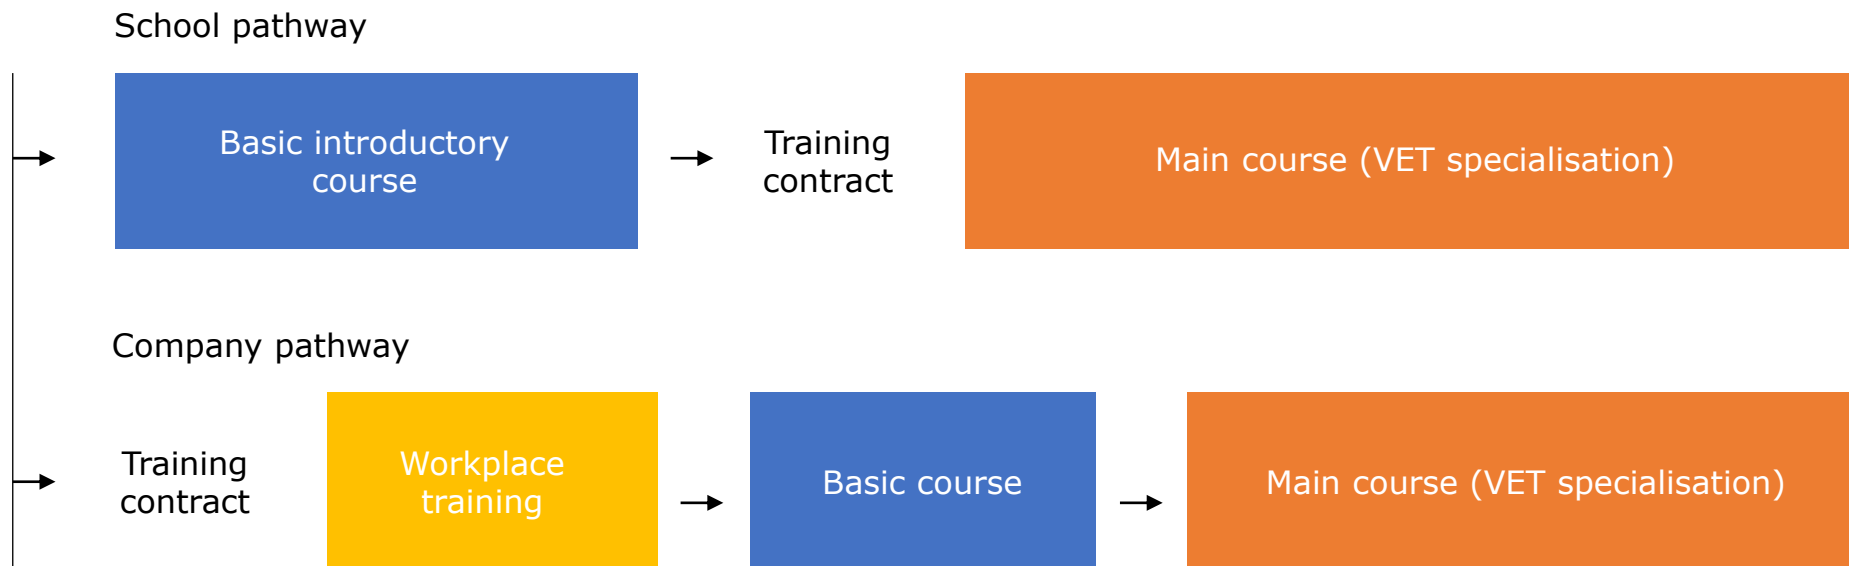 School pathway
Basic introductory
course
Training
contract
Main course (VET specialisation)
Company pathway
Training
contract
Workplace
training
Basic course
Main course (VET specialisation)